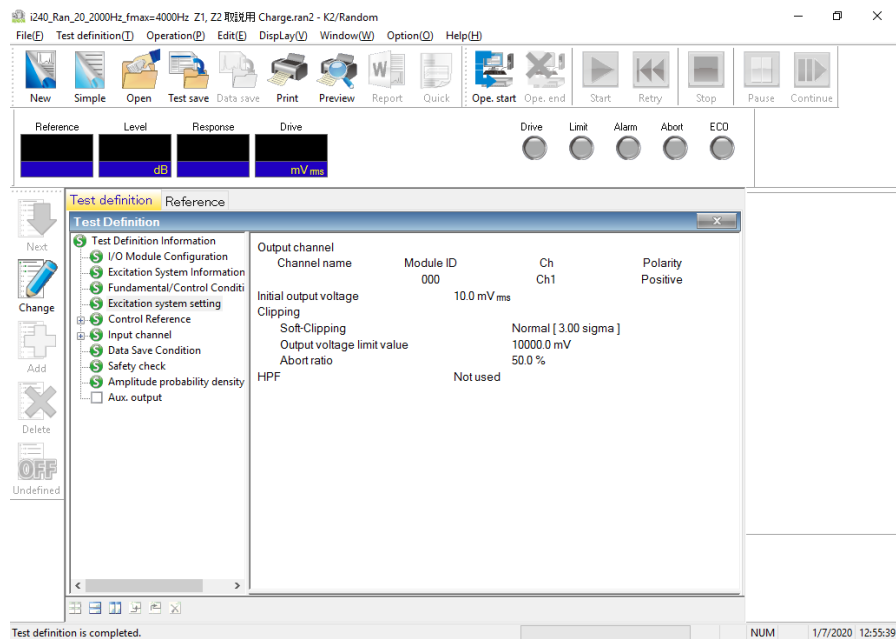 i240_Ran_20_2000Hz_fmax=4000Hz Z1, Z2 取説用 Charge.ran2 - K2/Random
File(F) Test definition(T) Operation(P) Edit(E) DispLay(V) Window(W) Option(O) Help(H)
New Simple Open Test save Data save Print Preview Report Quick Ope. start Ope. end Start Retry Stop Pause Continue
Reference Level Response Drive Drive Limit Alarm Abort ECO
dB mV rms
Test definition Reference
Test Definition
Next
Change
Add
Delete
OFF
Undefined
Test Definition Information
I/O Module Configuration
Excitation System Information
Fundamental/Control Conditi
Excitation system setting
Control Reference
Input channel
Data Save Condition
Safety check
Amplitude probability density
Aux. output
Output channel
Channel name Module ID Ch Polarity
000 Ch1 Positive
Initial output voltage 10.0 mV rms
Clipping
Soft-Clipping Normal [ 3.00 sigma ]
Output voltage limit value 10000.0 mV
Abort ratio 50.0 %
HPF Not used
Test definition is completed. NUM 1/7/2020 12:55:39